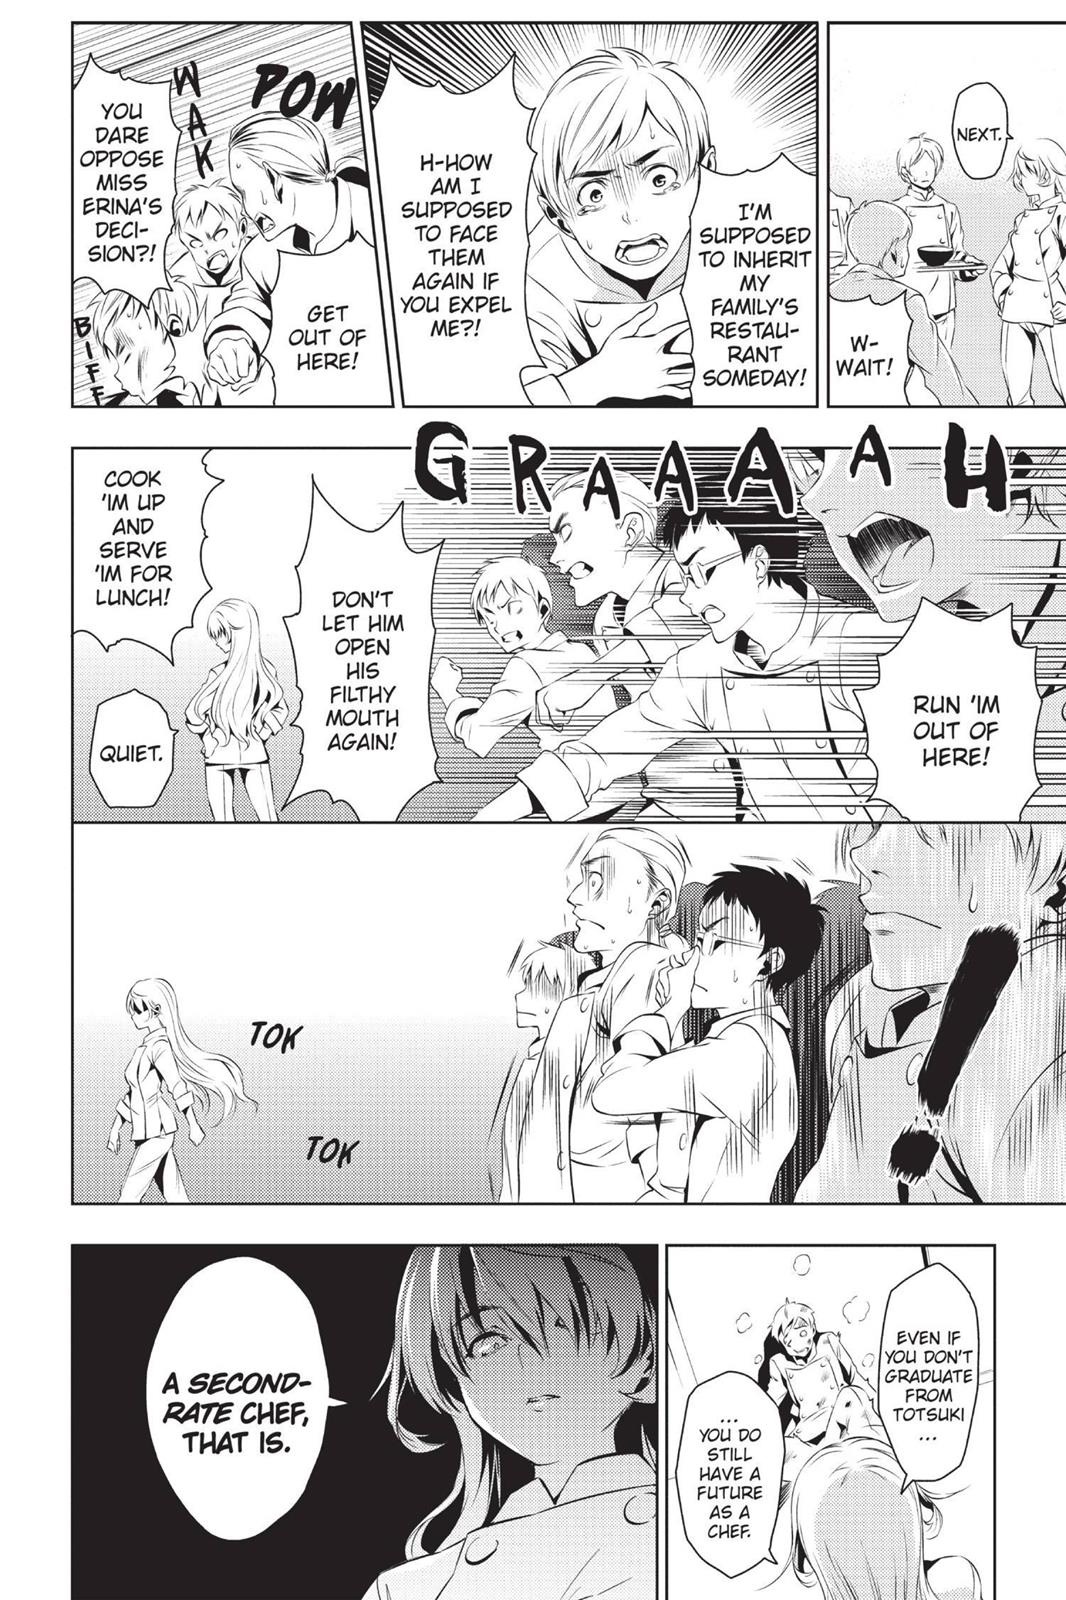 NEXT.
W-
WAIT!
I'M
SUPPOSED
TO INHERIT
MY
FAMILY'S
RESTAU-
RANT
SOMEDAY!
H-HOW
AM I
SUPPOSED
TO FACE
THEM
AGAIN IF
YOU EXPEL
ME?!
POW
GET
OUT OF
HERE!
WAK
YOU
DARE
OPPOSE
MISS
ERINA'S
DECI-
SION?!
BIFF
GRAAAAH
RUN 'IM
OUT OF
HERE!
DON'T
LET HIM
OPEN
HIS
FILTHY
MOUTH
AGAIN!
COOK
'IM UP
AND
SERVE
'IM FOR
LUNCH!
QUIET.
!
TOK
TOK
EVEN IF
YOU DON'T
GRADUATE
FROM
TOTSUKI
...
...
YOU DO
STILL
HAVE A
FUTURE
AS A
CHEF.
A SECOND-
RATE CHEF,
THAT IS.